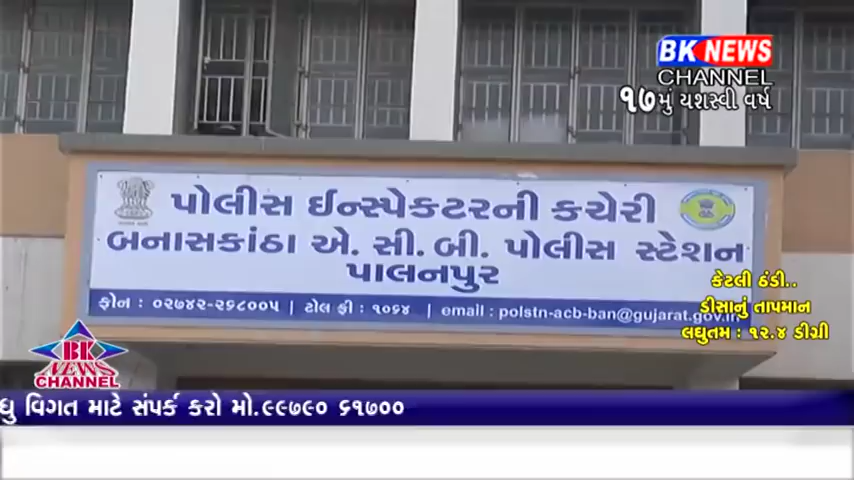 BK NEWS
CHANNEL
૧૭મું યશસ્વી વર્ષ
પોલીસ ઈન્સ્પેકટરની કચેરી
બનાસકાંઠા એ. સી. બી. પોલીસ સ્ટેશન
પાલનપુર
ફોન : ૦૨૭૪૨-૨૬૮૦૦૫ | ટોલ ફ્રી : ૧૦૬૪ | email : polstn-acb-ban@gujarat.gov.in
કેટલી ઠંડી..
ડીસાનું તાપમાન
લઘુતમ : ૧૨.૪ ડીગ્રી
BK
NEWS
CHANNEL
ધુ વિગત માટે સંપર્ક કરો મો.૯૯૭૯૦ ૬૧૭૦૦